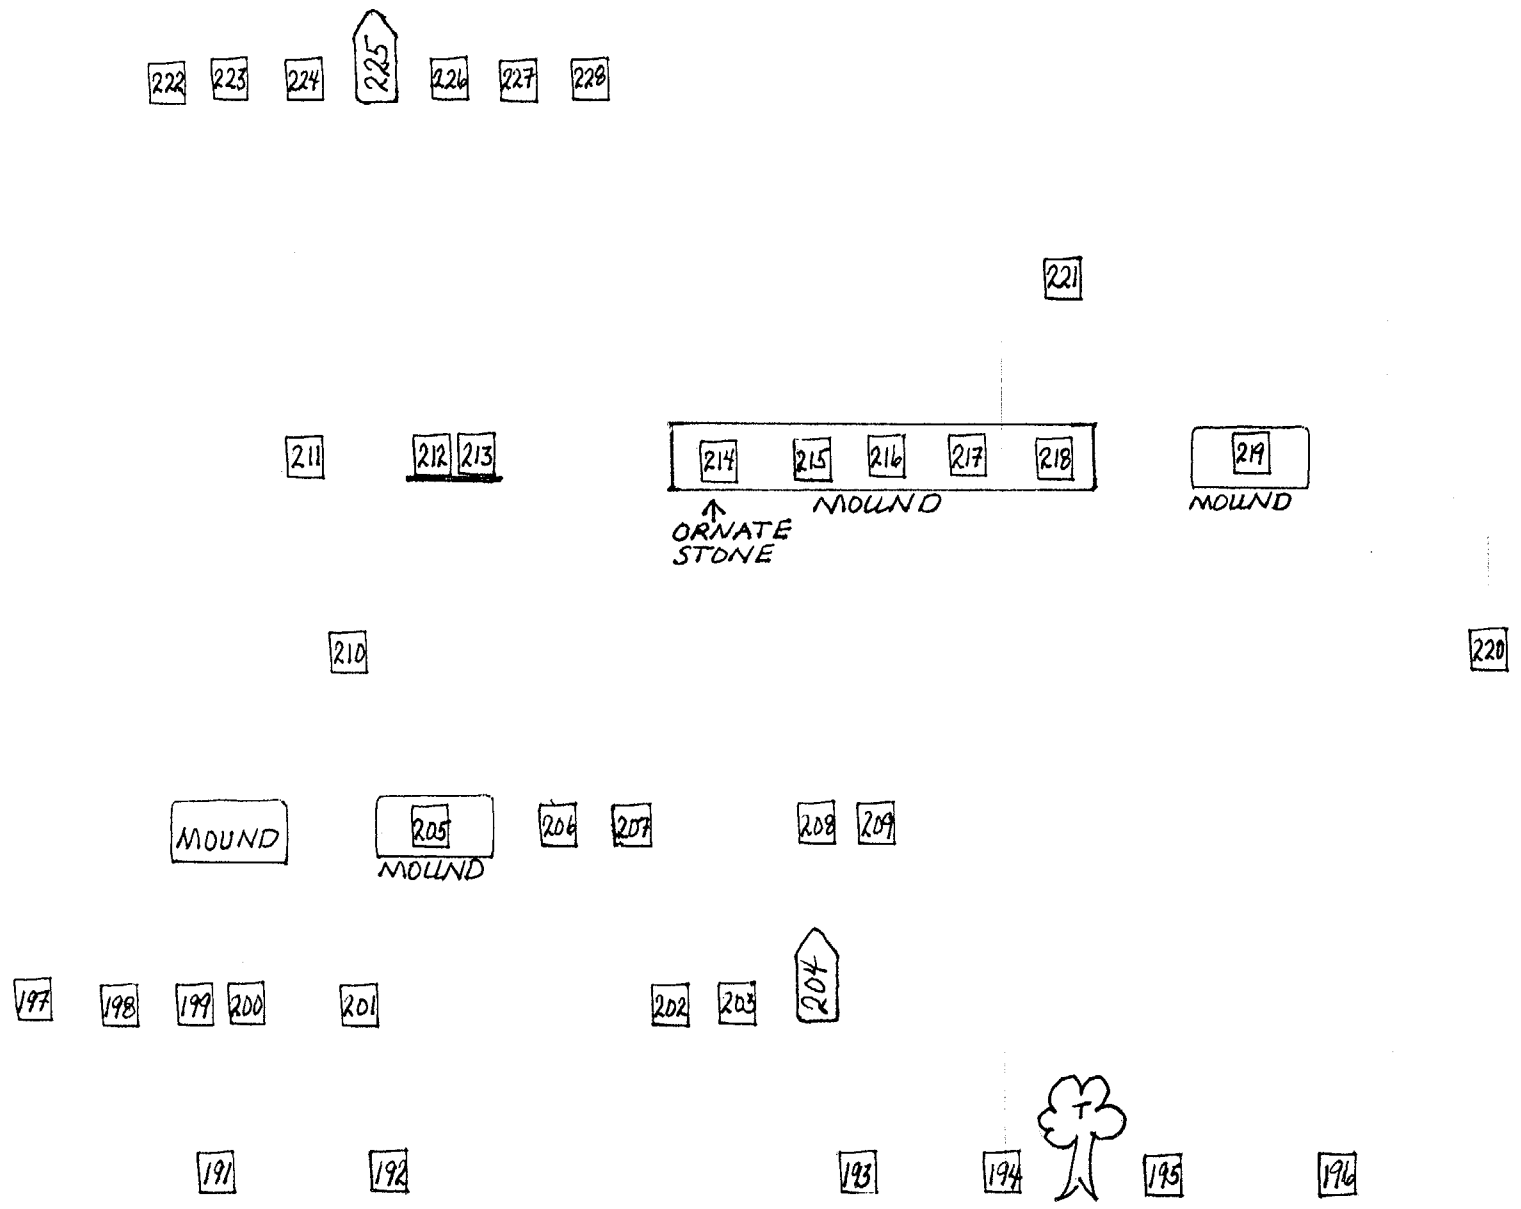 222 223 224 225 226 227 228
221
211 212 213 214 215 216 217 218 219
MOUND MOUND
↑
ORNATE
STONE
210 220
MOUND 205 206 207 208 209
MOUND
197 198 199 200 201 202 203 204
T
191 192 193 194 195 196